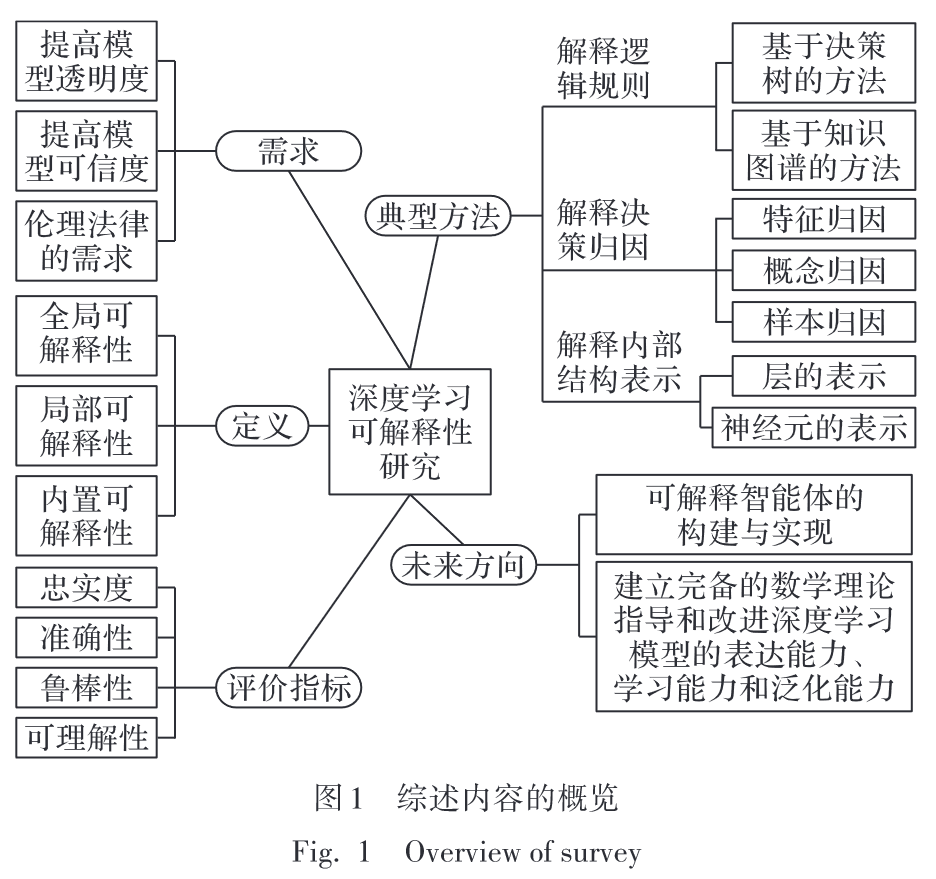 提高模
型透明度
提高模
型可信度
伦理法律
的需求
需求
全局可
解释性
局部可
解释性
内置可
解释性
定义
忠实度
准确性
鲁棒性
可理解性
评价指标
深度学习
可解释性
研究
典型方法
解释逻
辑规则
基于决策
树的方法
基于知识
图谱的方法
解释决
策归因
特征归因
概念归因
样本归因
解释内部
结构表示
层的表示
神经元的表示
未来方向
可解释智能体的
构建与实现
建立完备的数学理论
指导和改进深度学习
模型的表达能力、
学习能力和泛化能力
图1 综述内容的概览
Fig. 1 Overview of survey